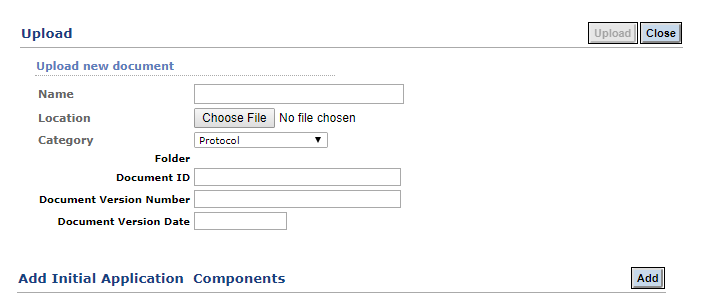 Upload Upload Close
Upload new document
Name
Location Choose File No file chosen
Category Protocol
Folder
Document ID
Document Version Number
Document Version Date
Add Initial Application Components Add